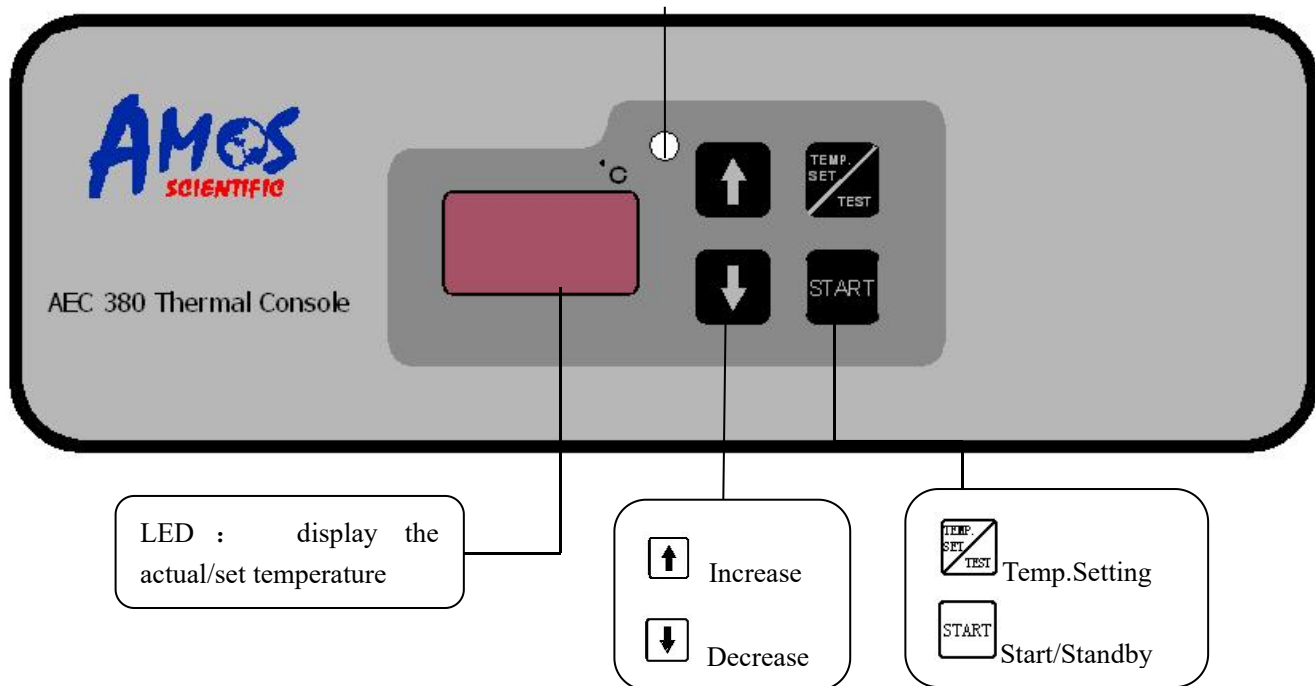 AMOS
SCIENTIFIC
°C
TEMP.
SET
TEST
AEC 380 Thermal Console
START
LED : display the
actual/set temperature
Increase
Decrease
TEMP.
SET
TEST
Temp.Setting
START
Start/Standby